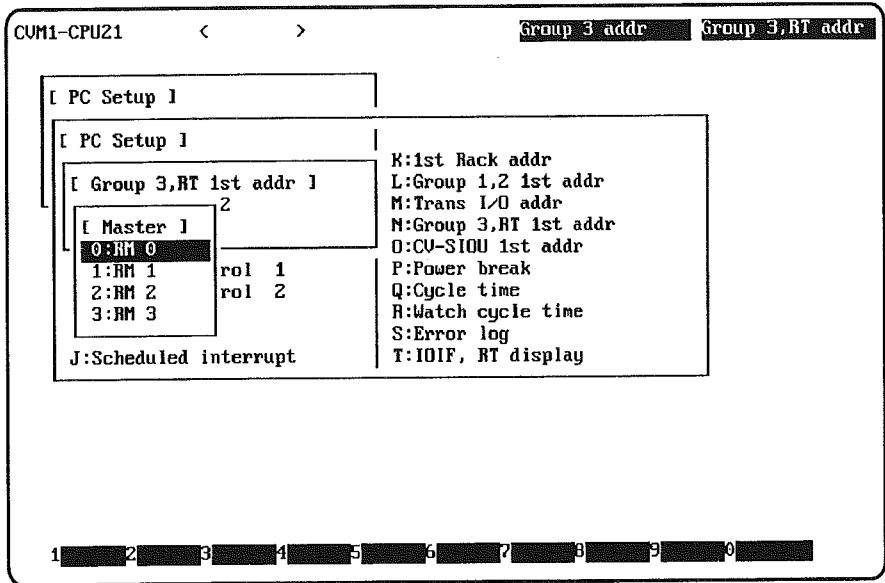 CVM1-CPU21 < > Group 3 addr Group 3,RT addr
[ PC Setup ]
[ PC Setup ]
[ Group 3,RT 1st addr ]
2
[ Master ]
0:RM 0
1:RM 1 rol 1
2:RM 2 rol 2
3:RM 3
J:Scheduled interrupt
K:1st Rack addr
L:Group 1,2 1st addr
M:Trans I/O addr
N:Group 3,RT 1st addr
O:CV-SIOU 1st addr
P:Power break
Q:Cycle time
R:Watch cycle time
S:Error log
T:IOIF, RT display
1 2 3 4 5 6 7 8 9 0